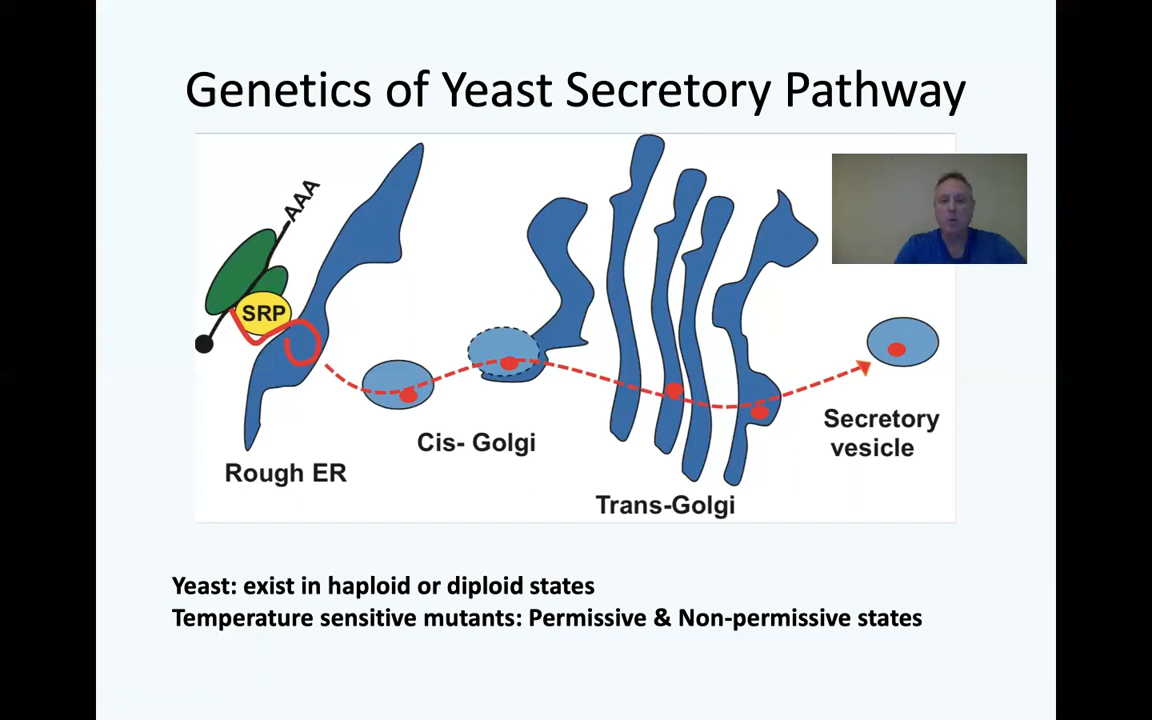 Genetics of Yeast Secretory Pathway
AAA
SRP
Rough ER
Cis- Golgi
Trans-Golgi
Secretory
vesicle
Yeast: exist in haploid or diploid states
Temperature sensitive mutants: Permissive & Non-permissive states